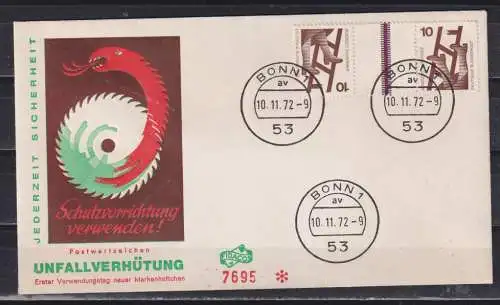 JEDERZEIT SICHERHEIT
Schutzvorrichtung
verwenden!
Postwertzeichen
UNFALLVERHÜTUNG
Erster Verwendungstag neuer Markenheftchen
FIDACOS
7695 *
10
10
BONN 1
av
10.11.72-9
53
BONN 1
av
10.11.72-9
53
BONN 1
av
10.11.72-9
53